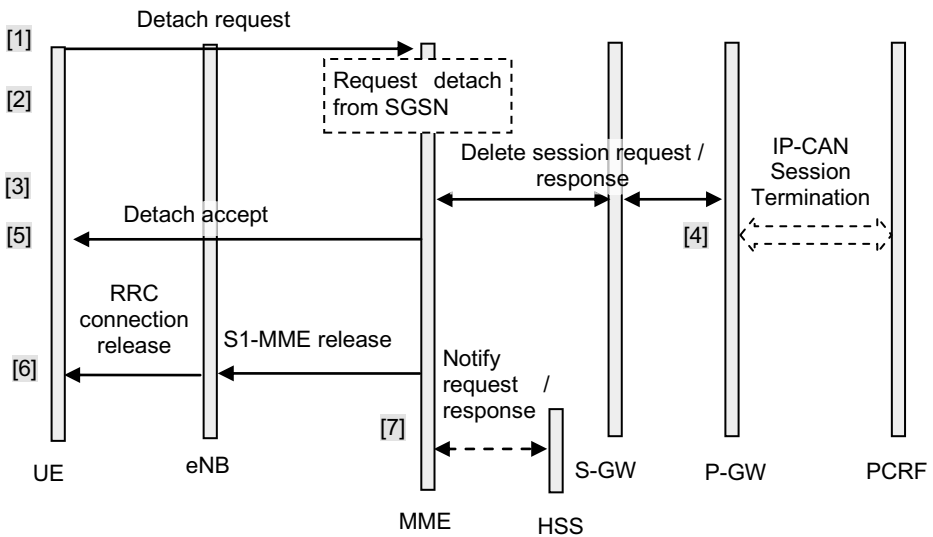 Detach request
[1]
[2]
Request detach
from SGSN
Delete session request /
response
IP-CAN
Session
Termination
[3]
Detach accept
[5]
[4]
RRC
connection
release
S1-MME release
[6]
Notify
request /
response
[7]
UE
eNB
S-GW
P-GW
PCRF
MME
HSS